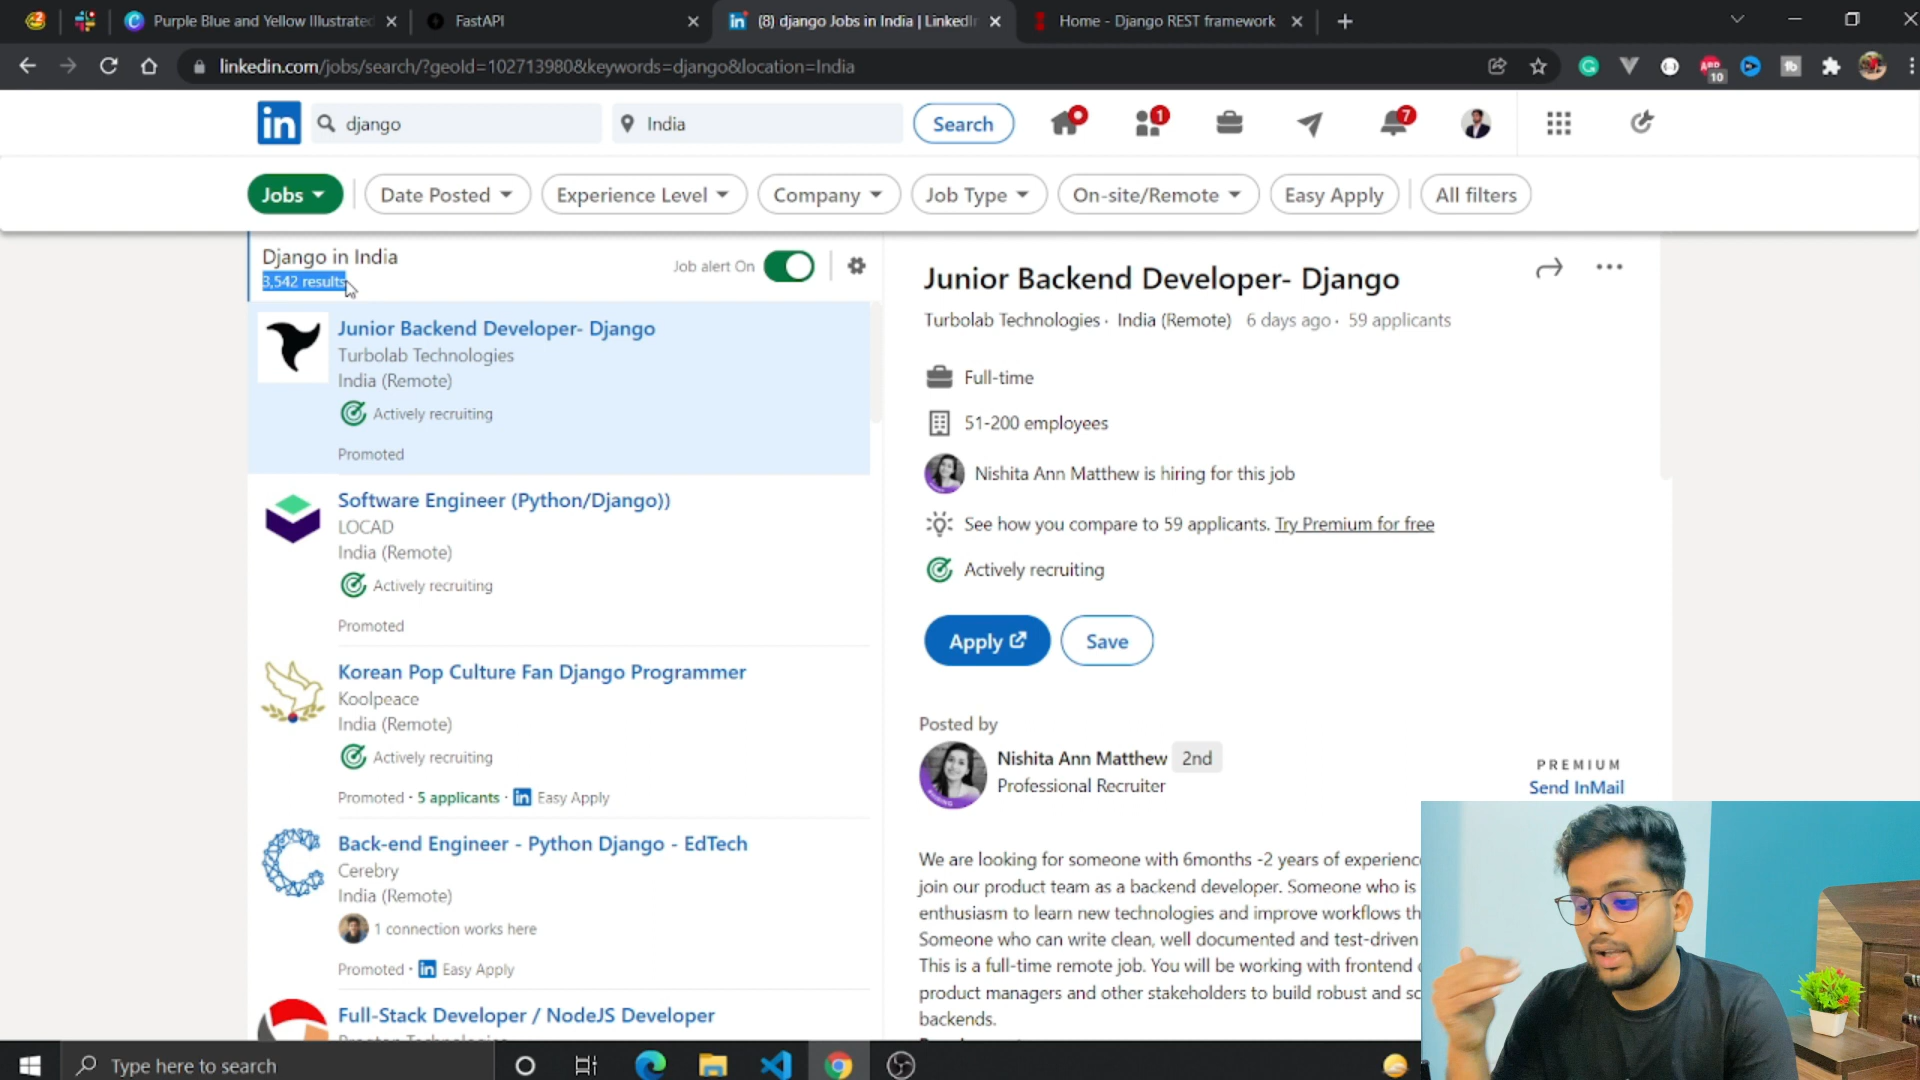 Purple Blue and Yellow Illustrated
FastAPI
(8) django Jobs in India | LinkedIn
Home - Django REST framework
linkedin.com/jobs/search/?geoId=102713980&keywords=django&location=India
ABP
10
in
django
India
Search
1
7
Jobs
Date Posted
Experience Level
Company
Job Type
On-site/Remote
Easy Apply
All filters
Django in India
3,542 results
Job alert On
Junior Backend Developer- Django
Turbolab Technologies
India (Remote)
Actively recruiting
Promoted
Software Engineer (Python/Django))
LOCAD
India (Remote)
Actively recruiting
Promoted
Korean Pop Culture Fan Django Programmer
Koolpeace
India (Remote)
Actively recruiting
Promoted · 5 applicants · in Easy Apply
Back-end Engineer - Python Django - EdTech
Cerebry
India (Remote)
1 connection works here
Promoted · in Easy Apply
Full-Stack Developer / NodeJS Developer
Junior Backend Developer- Django
Turbolab Technologies · India (Remote) 6 days ago · 59 applicants
Full-time
51-200 employees
Nishita Ann Matthew is hiring for this job
See how you compare to 59 applicants. Try Premium for free
Actively recruiting
Apply
Save
Posted by
Nishita Ann Matthew 2nd
Professional Recruiter
PREMIUM
Send InMail
We are looking for someone with 6months -2 years of experienc
join our product team as a backend developer. Someone who is
enthusiasm to learn new technologies and improve workflows th
Someone who can write clean, well documented and test-driven
This is a full-time remote job. You will be working with frontend
product managers and other stakeholders to build robust and sc
backends.
Type here to search